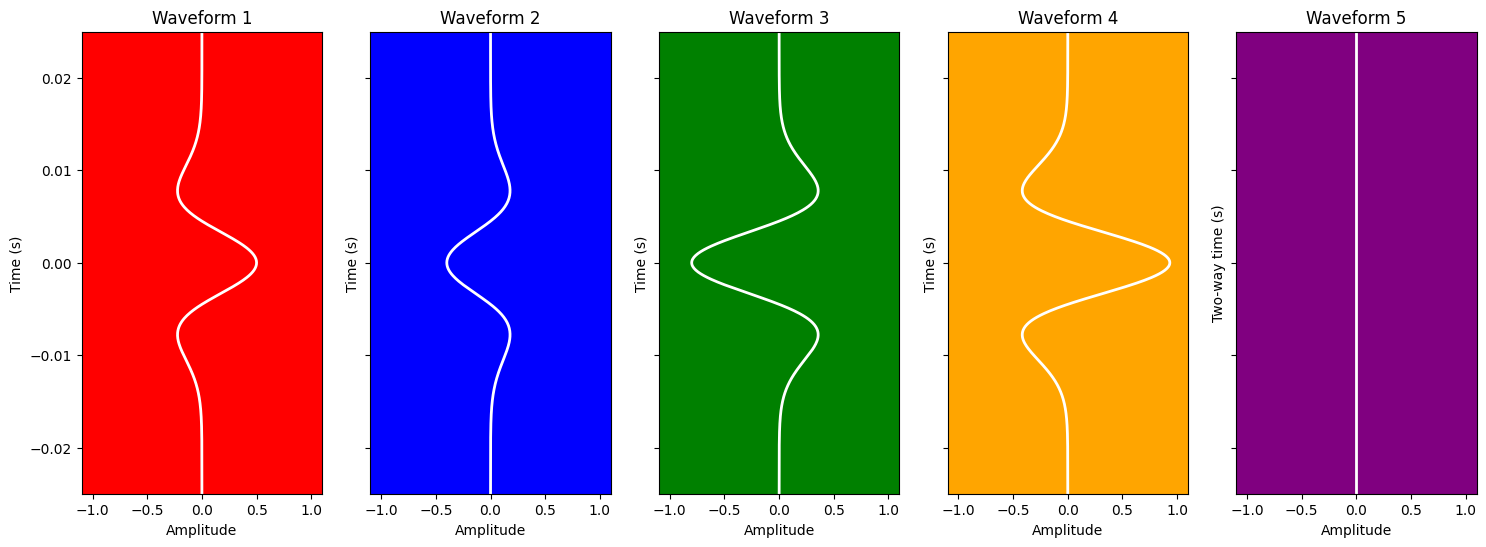 Waveform 1
Waveform 2
Waveform 3
Waveform 4
Waveform 5
Time (s)
0.02
0.01
0.00
−0.01
−0.02
Time (s)
Time (s)
Time (s)
Two-way time (s)
−1.0 −0.5 0.0 0.5 1.0
−1.0 −0.5 0.0 0.5 1.0
−1.0 −0.5 0.0 0.5 1.0
−1.0 −0.5 0.0 0.5 1.0
−1.0 −0.5 0.0 0.5 1.0
Amplitude
Amplitude
Amplitude
Amplitude
Amplitude